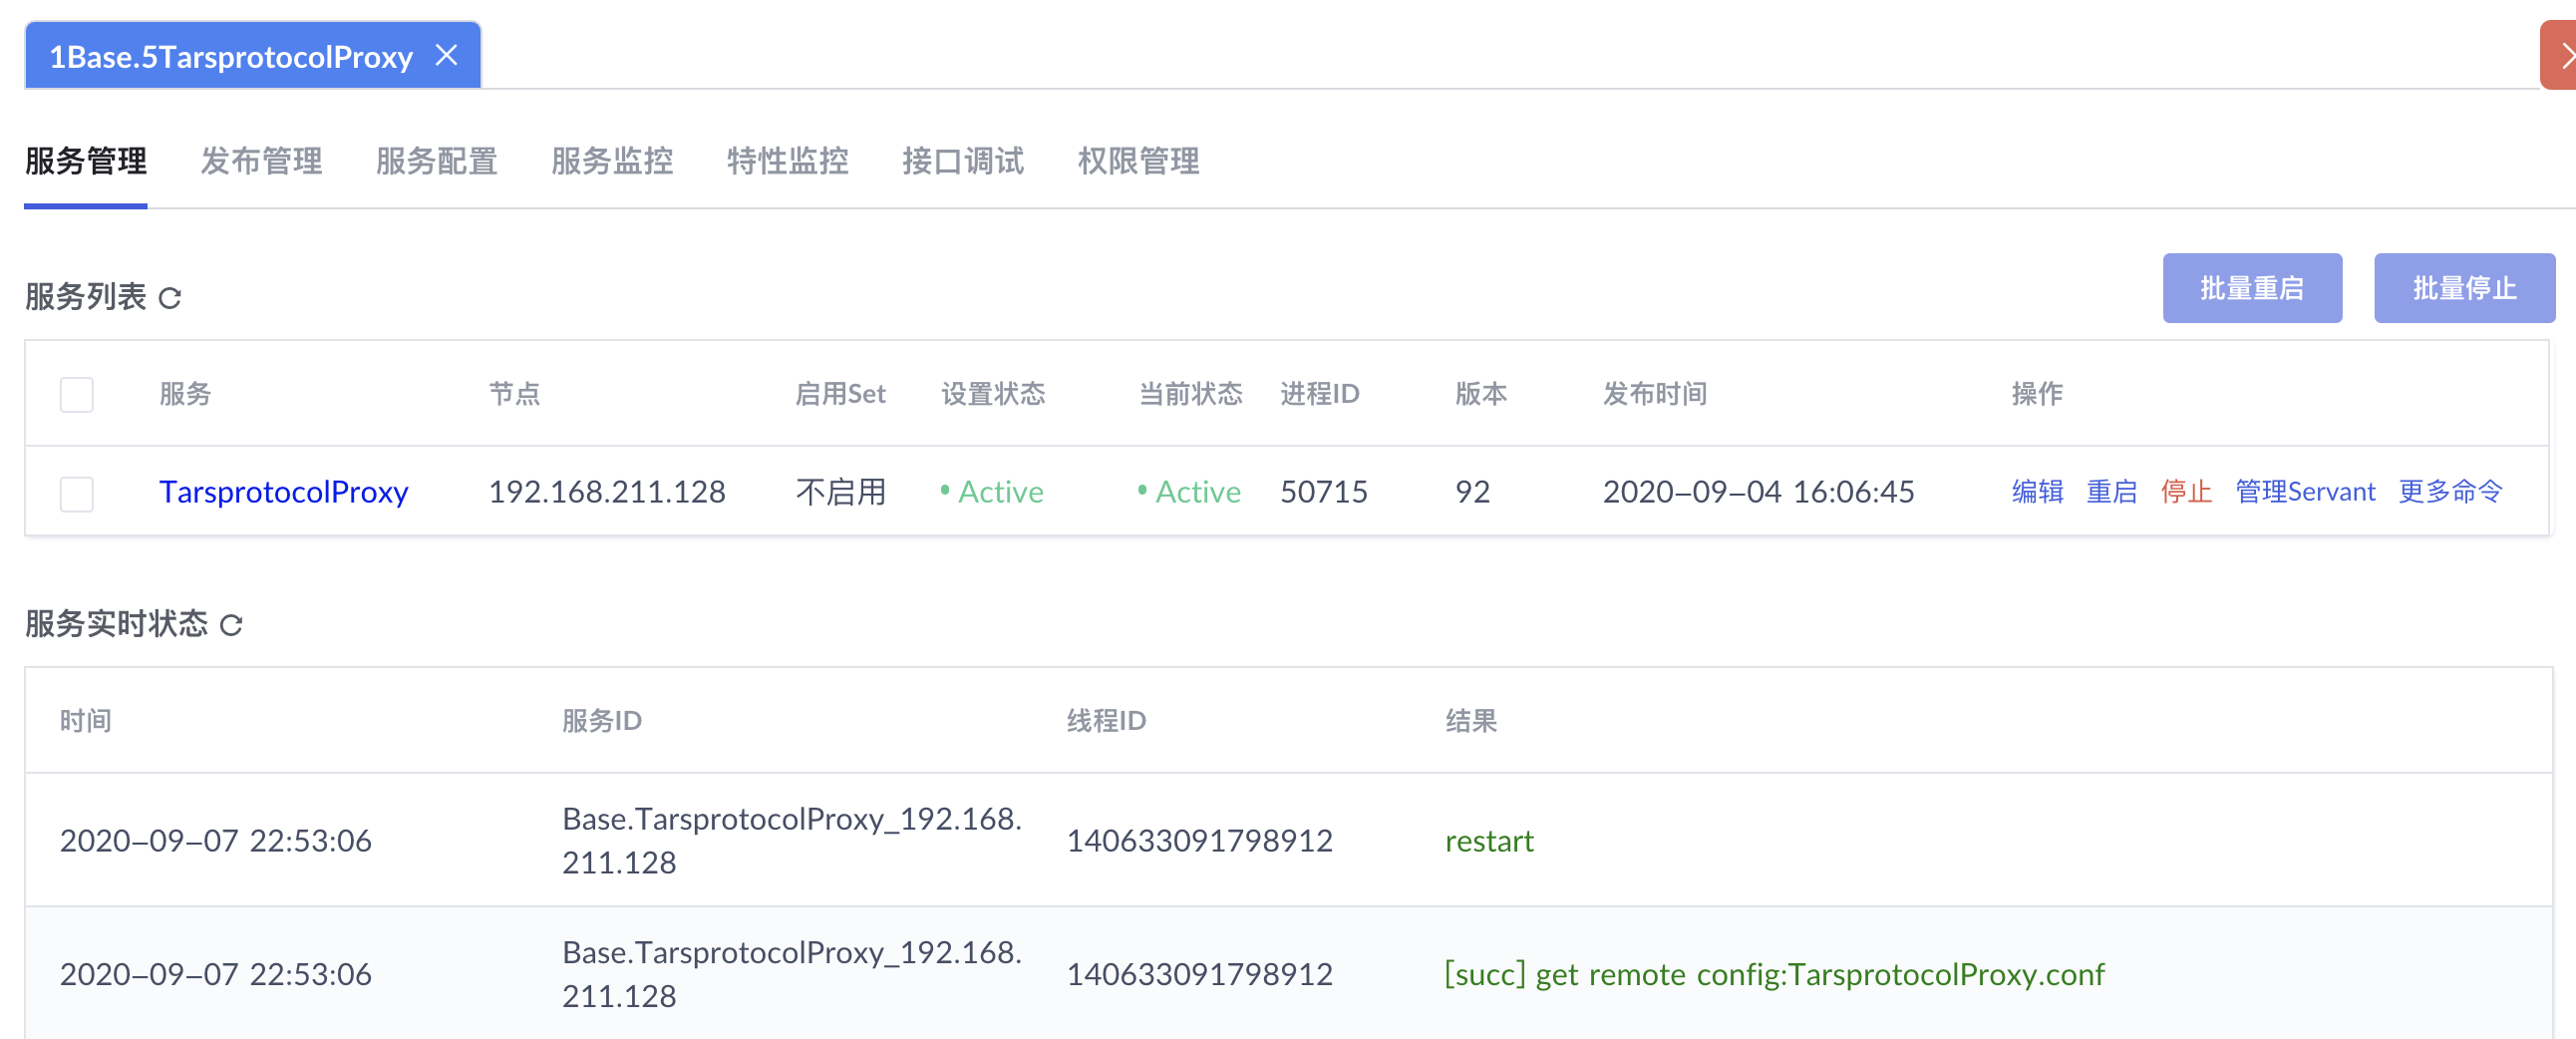 1Base.5TarsprotocolProxy
服务管理 发布管理 服务配置 服务监控 特性监控 接口调试 权限管理
服务列表
批量重启 批量停止
服务 节点 启用Set 设置状态 当前状态 进程ID 版本 发布时间 操作
TarsprotocolProxy 192.168.211.128 不启用 Active Active 50715 92 2020-09-04 16:06:45 编辑 重启 停止 管理Servant 更多命令
服务实时状态
时间 服务ID 线程ID 结果
2020-09-07 22:53:06 Base.TarsprotocolProxy_192.168. 140633091798912 restart
211.128
2020-09-07 22:53:06 Base.TarsprotocolProxy_192.168. 140633091798912 [succ] get remote config:TarsprotocolProxy.conf
211.128